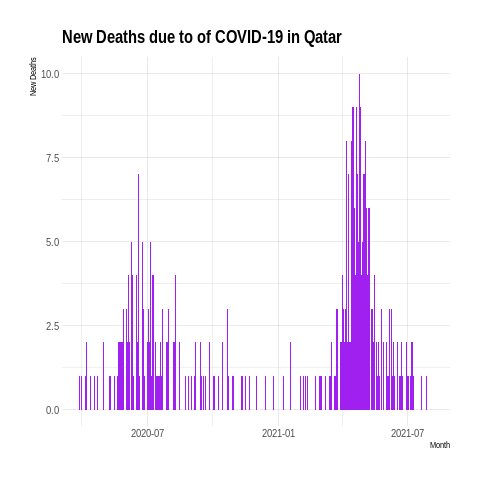 New Deaths due to of COVID-19 in Qatar
New Deaths
10.0
7.5
5.0
2.5
0.0
2020-07
2021-01
2021-07
Month